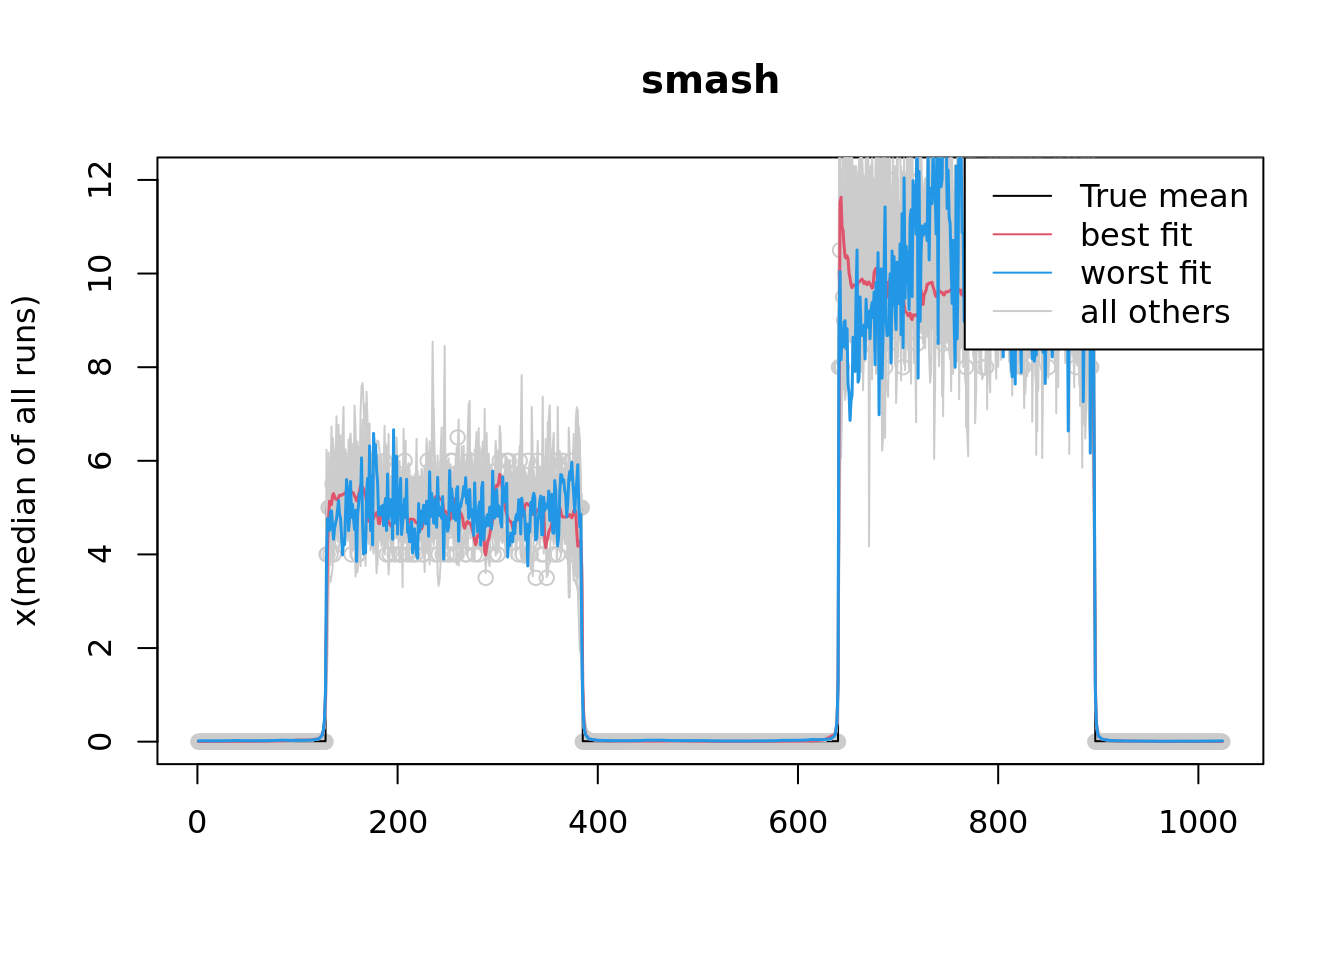 smash
x(median of all runs)
12
10
8
6
4
2
0
True mean
best fit
worst fit
all others
0 200 400 600 800 1000